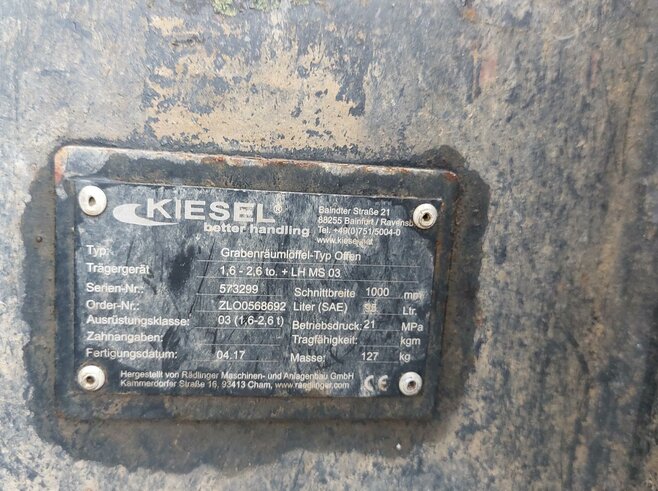 KIESEL®
better handling
Baindter Straße 21
88255 Bainfurt / Ravensb
Tel. +49(0)751/5004-0
www.kiesel
Typ: Grabenräumlöffel-Typ Offen
Trägergerät 1,6 - 2,6 to. + LH MS 03
Serien-Nr.: 573299 Schnittbreite 1000 mm
Order-Nr.: ZLO0568692 Liter (SAE) Ltr.
Ausrüstungsklasse: 03 (1,6-2,6 t) Betriebsdruck: 21 MPa
Zahnangaben: Tragfähigkeit: kgm
Fertigungsdatum: 04.17 Masse: 127 kg
Hergestellt von Rädlinger Maschinen- und Anlagenbau GmbH
Kammerdorfer Straße 16, 93413 Cham, www.raedlinger.com
CE